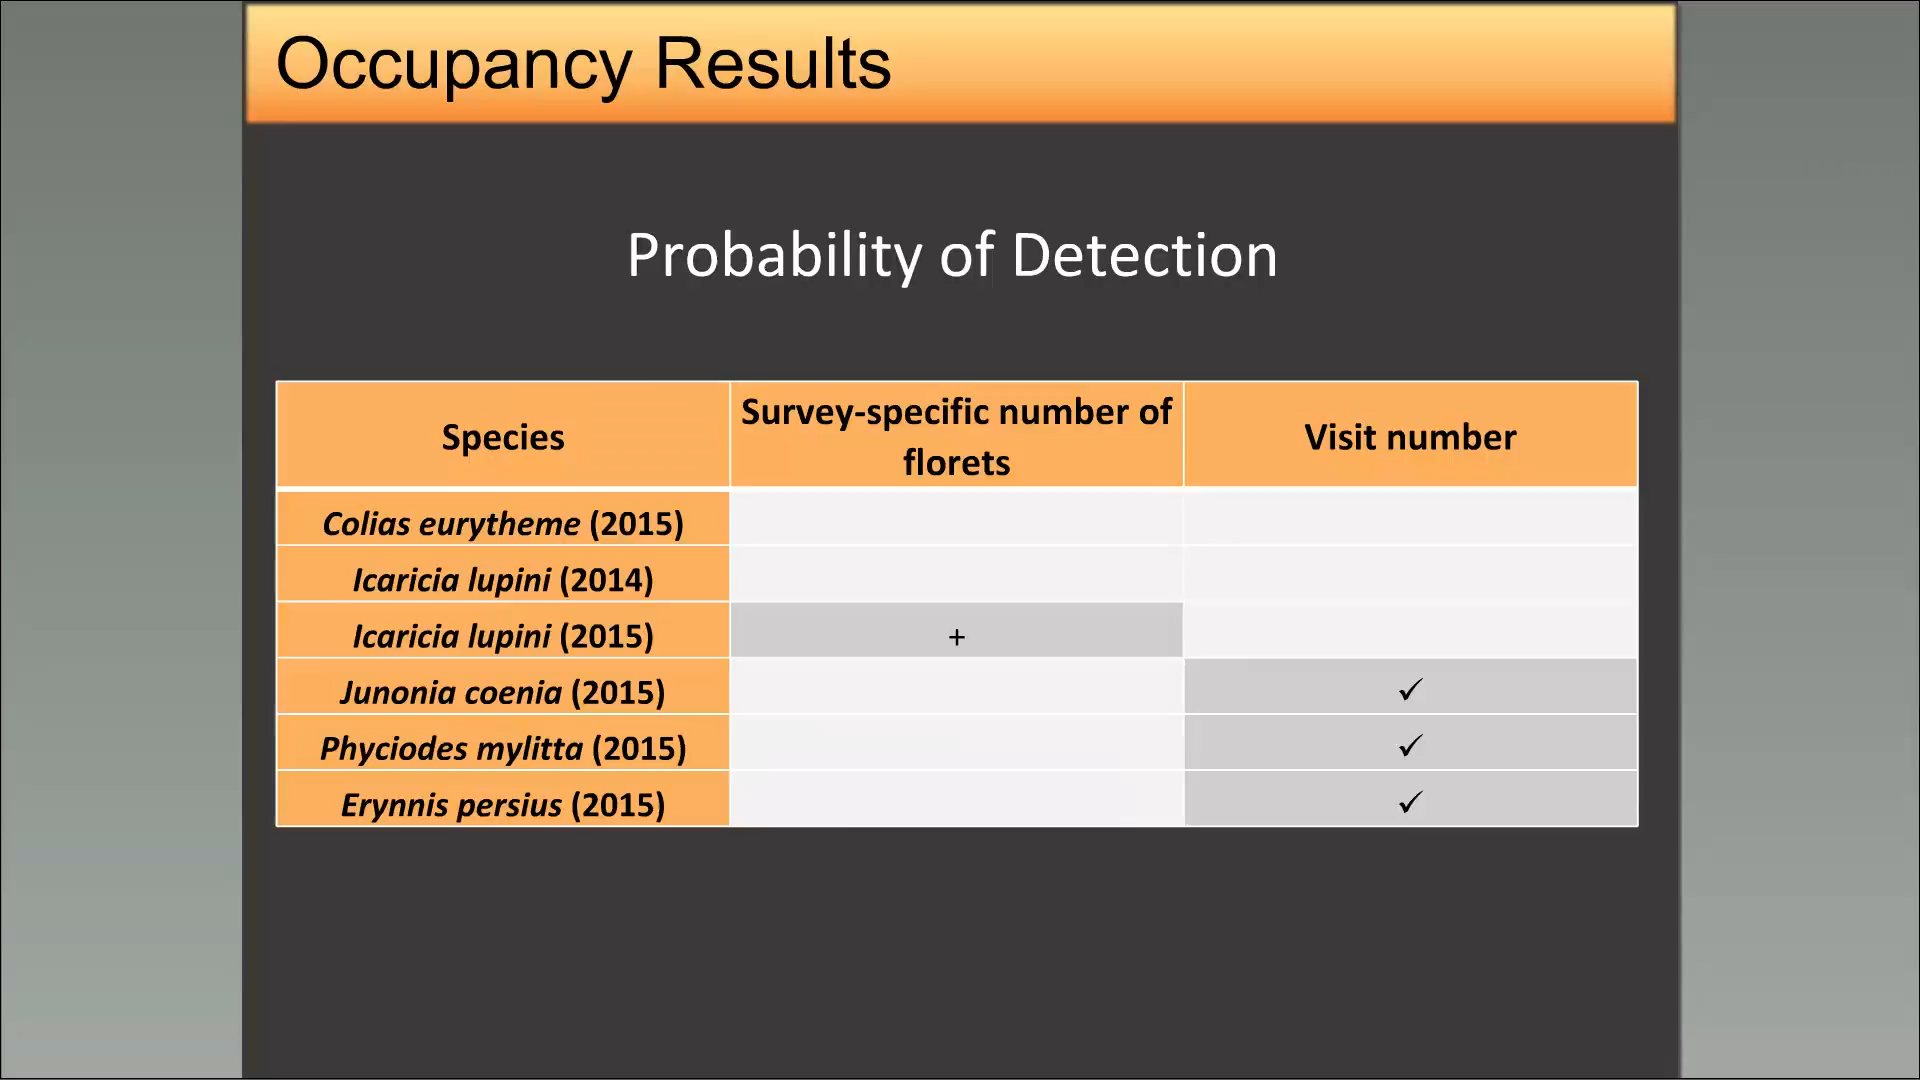 Occupancy Results
Probability of Detection
Species
Survey-specific number of
florets
Visit number
Colias eurytheme (2015)
Icaricia lupini (2014)
Icaricia lupini (2015)
+
Junonia coenia (2015)
✓
Phyciodes mylitta (2015)
✓
Erynnis persius (2015)
✓